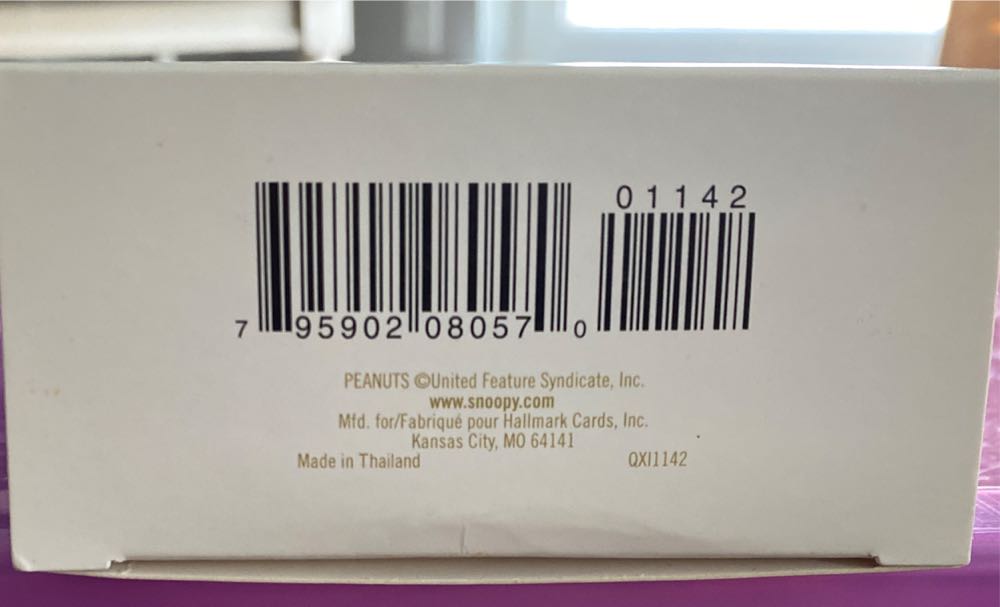 01142
7 95902 08057 0
PEANUTS ©United Feature Syndicate, Inc.
www.snoopy.com
Mfd. for/Fabriqué pour Hallmark Cards, Inc.
Kansas City, MO 64141
Made in Thailand QXI1142